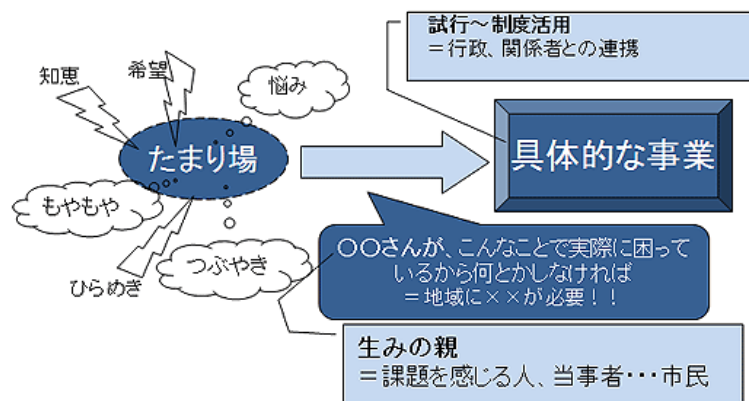 試行～制度活用
＝行政、関係者との連携
知恵
希望
悩み
たまり場
具体的な事業
もやもや
つぶやき
ひらめき
〇〇さんが、こんなことで実際に困って
いるから何とかしなければ
＝地域に××が必要！！
生みの親
＝課題を感じる人、当事者・・・市民